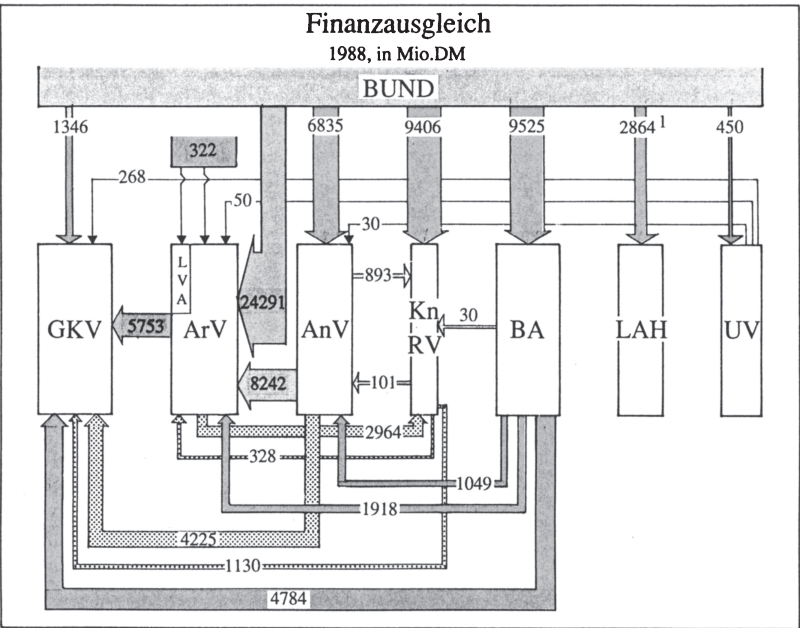 Finanzausgleich
1988, in Mio.DM
BUND
1346
6835
9406
9525
2864 1
450
322
268
50
30
L
V
A
893
24291
5753
GKV
ArV
AnV
Kn
RV
30
BA
LAH
UV
8242
101
2964
328
1049
1918
4225
1130
4784